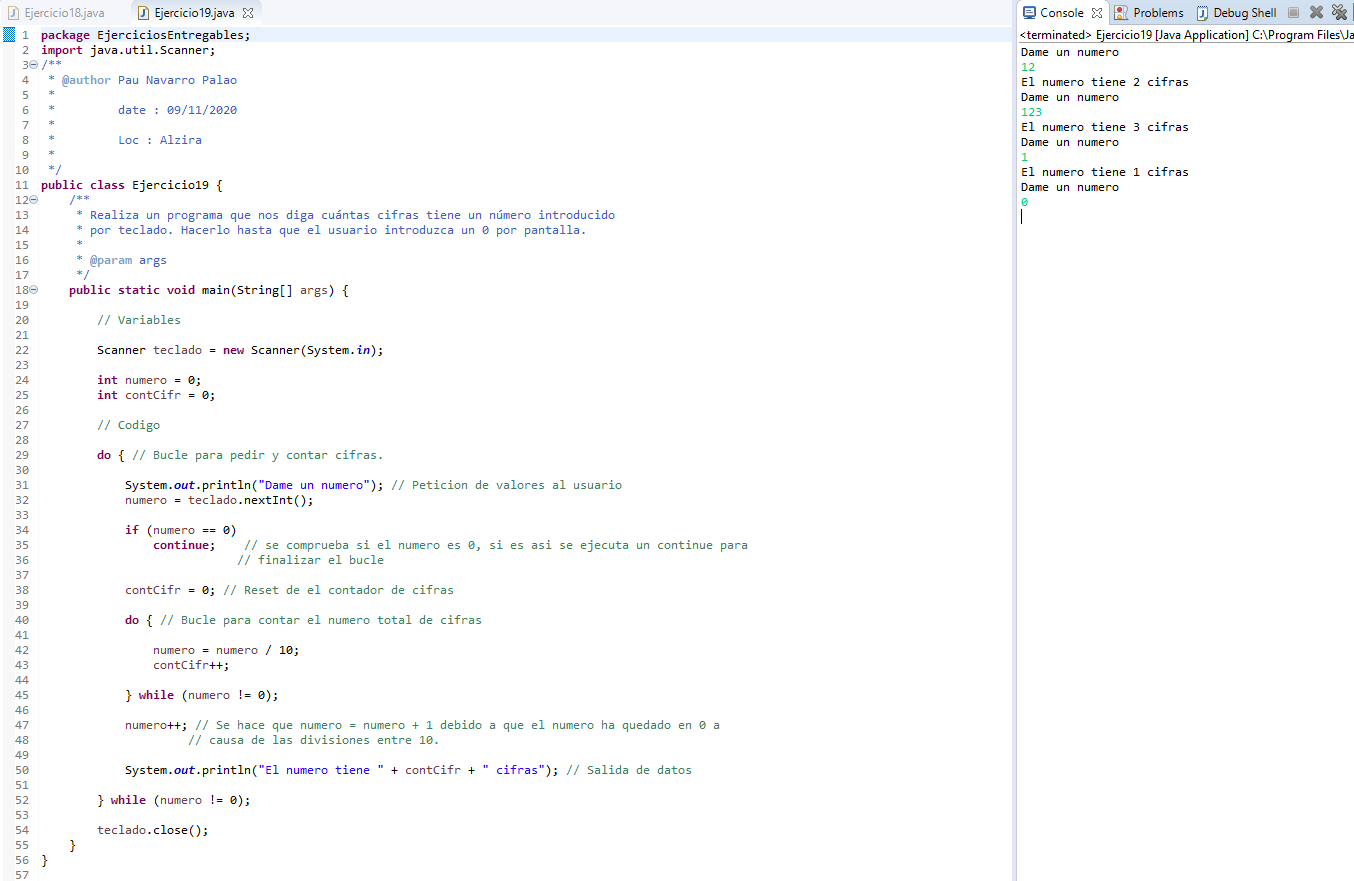 Ejercicio18.java
Ejercicio19.java
1 package EjerciciosEntregables;
2 import java.util.Scanner;
3 /**
4 * @author Pau Navarro Palao
5 *
6 * date : 09/11/2020
7 *
8 * Loc : Alzira
9 *
10 */
11 public class Ejercicio19 {
12 /**
13 * Realiza un programa que nos diga cuántas cifras tiene un número introducido
14 * por teclado. Hacerlo hasta que el usuario introduzca un 0 por pantalla.
15 *
16 * @param args
17 */
18 public static void main(String[] args) {
19
20 // Variables
21
22 Scanner teclado = new Scanner(System.in);
23
24 int numero = 0;
25 int contCifr = 0;
26
27 // Codigo
28
29 do { // Bucle para pedir y contar cifras.
30
31 System.out.println("Dame un numero"); // Peticion de valores al usuario
32 numero = teclado.nextInt();
33
34 if (numero == 0)
35 continue; // se comprueba si el numero es 0, si es asi se ejecuta un continue para
36 // finalizar el bucle
37
38 contCifr = 0; // Reset de el contador de cifras
39
40 do { // Bucle para contar el numero total de cifras
41
42 numero = numero / 10;
43 contCifr++;
44
45 } while (numero != 0);
46
47 numero++; // Se hace que numero = numero + 1 debido a que el numero ha quedado en 0 a
48 // causa de las divisiones entre 10.
49
50 System.out.println("El numero tiene " + contCifr + " cifras"); // Salida de datos
51
52 } while (numero != 0);
53
54 teclado.close();
55 }
56 }
57
Console Problems Debug Shell
<terminated> Ejercicio19 [Java Application] C:\Program Files\Ja
Dame un numero
12
El numero tiene 2 cifras
Dame un numero
123
El numero tiene 3 cifras
Dame un numero
1
El numero tiene 1 cifras
Dame un numero
0